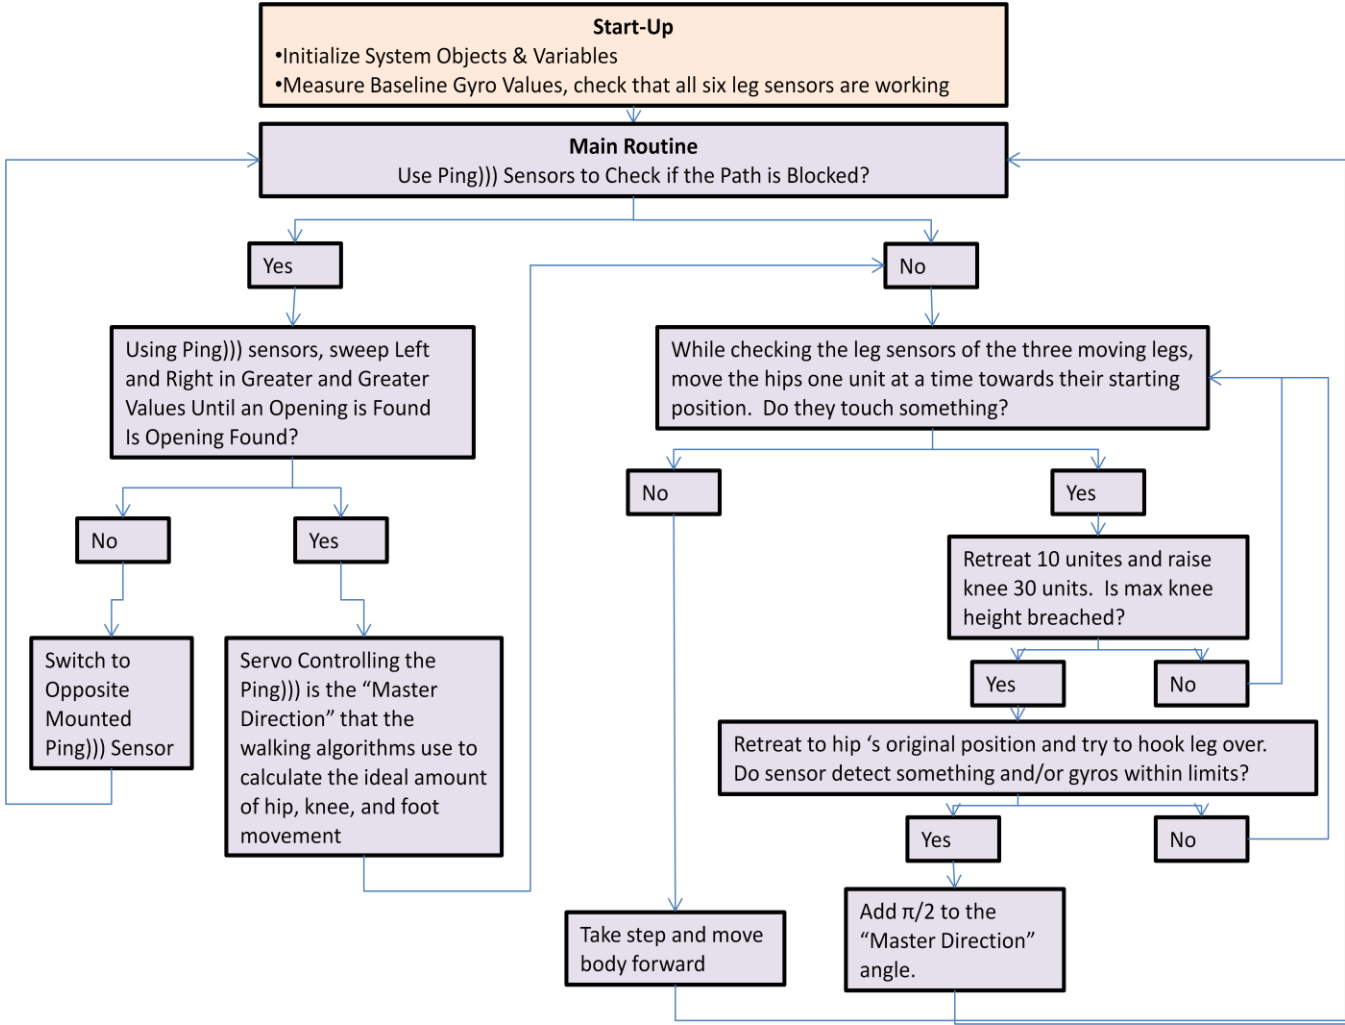 Start-Up
•Initialize System Objects & Variables
•Measure Baseline Gyro Values, check that all six leg sensors are working
Main Routine
Use Ping))) Sensors to Check if the Path is Blocked?
Yes
No
Using Ping))) sensors, sweep Left
and Right in Greater and Greater
Values Until an Opening is Found
Is Opening Found?
While checking the leg sensors of the three moving legs,
move the hips one unit at a time towards their starting
position.  Do they touch something?
No
Yes
No
Yes
Retreat 10 unites and raise
knee 30 units.  Is max knee
height breached?
Switch to
Opposite
Mounted
Ping))) Sensor
Servo Controlling the
Ping))) is the “Master
Direction” that the
walking algorithms use to
calculate the ideal amount
of hip, knee, and foot
movement
Yes
No
Retreat to hip ‘s original position and try to hook leg over.
Do sensor detect something and/or gyros within limits?
Yes
No
Take step and move
body forward
Add π/2 to the
“Master Direction”
angle.